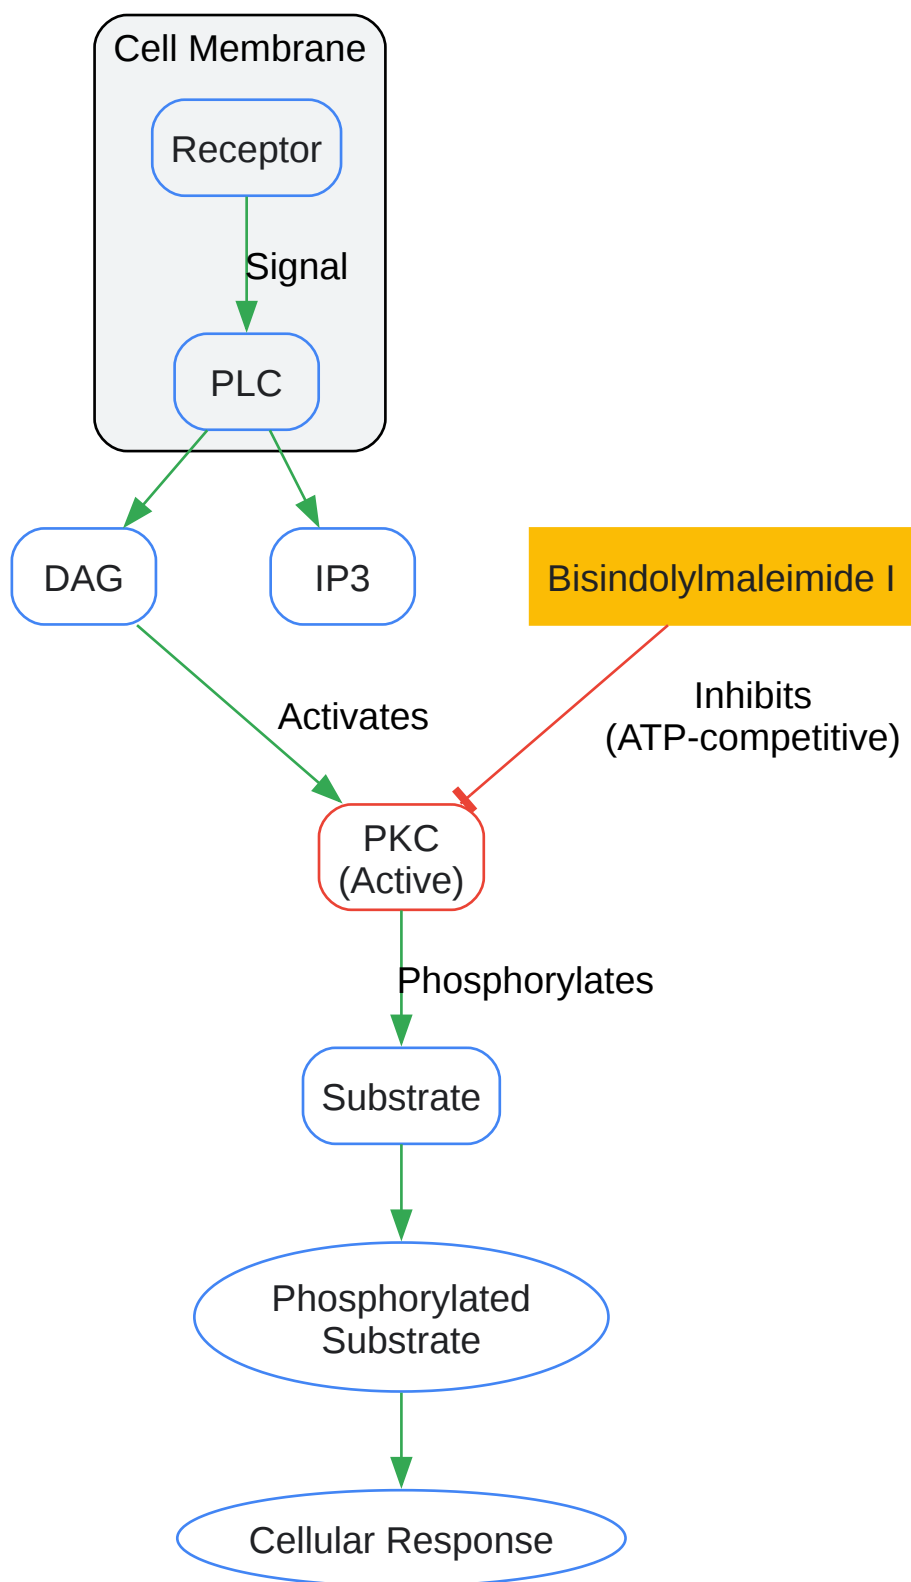 Cell Membrane
Receptor
Signal
PLC
DAG
IP3
Bisindolylmaleimide I
Activates
Inhibits
(ATP-competitive)
PKC
(Active)
Phosphorylates
Substrate
Phosphorylated
Substrate
Cellular Response